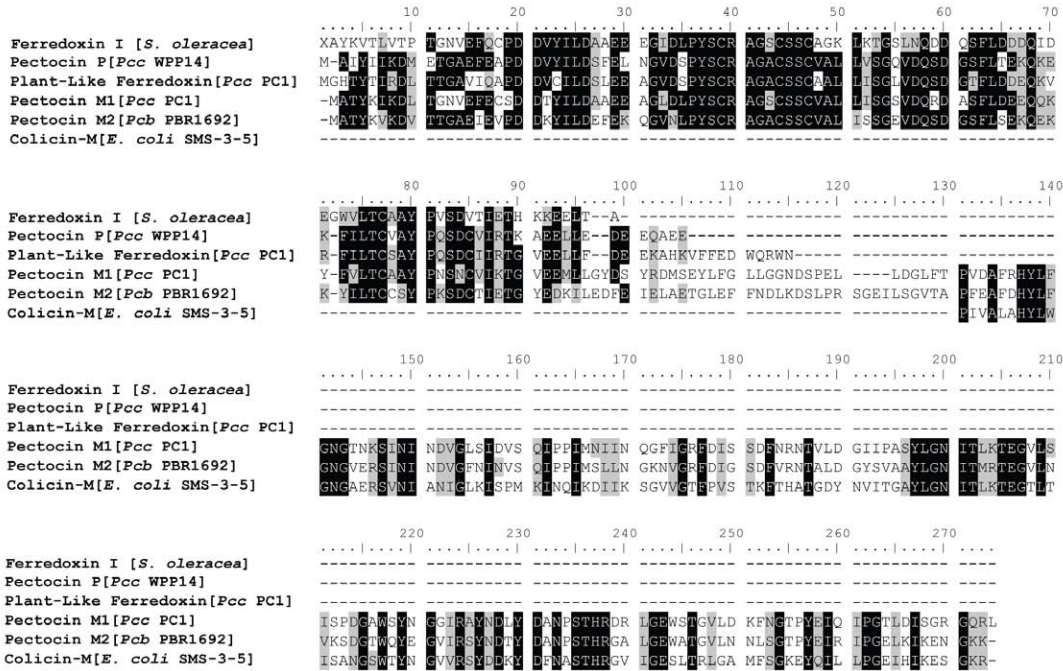 10 20 30 40 50 60 70
Ferredoxin I [S. oleracea] XAYKVTLVTP TGNVEFQCPD DVYILDAAEE EGIDLPYSCR AGSCSSCAGK LKTGSLNQDD QSFLDDDQID
Pectocin P[Pcc WPP14] M-AIYIIKDM ETGAEFEAPD DVYILDSFEL NGVDSPYSCR AGACSSCVAL LVSGQVDQSD GSFLTEKQKE
Plant-Like Ferredoxin[Pcc PC1] MGHTYTIRDL TTGAVIQAPD DVCILDSLEE AGVDSPYSCR AGACSSCAAL LISGLVDQSD GSFLDDEQKV
Pectocin M1[Pcc PC1] -MATYKIKDL TGNVEFECSD DTYILDAAEE AGLDLPYSCR AGSCSSCVAL LISGSVDQRD ASFLDEEQQK
Pectocin M2[Pcb PBR1692] -MATYKVKDV TTGAEIEVPD DKYILDEFEK QGVNLPYSCR AGACSSCVAL ISSGEVDQSD GSFLSEKQEK
Colicin-M[E. coli SMS-3-5] ---------- ---------- ---------- ---------- ---------- ---------- ----------
80 90 100 110 120 130 140
Ferredoxin I [S. oleracea] EGWVLTCAAY PVSDVTIETH KKEELT--A- ---------- ---------- ---------- ----------
Pectocin P[Pcc WPP14] K-FILTCVAY PQSDCVIRTK AEELLE--DE EQAEE----- ---------- ---------- ----------
Plant-Like Ferredoxin[Pcc PC1] R-FILTCSAY PQSDCVIRTG VEELLF--DE EKAHKVFFED WQRWN----- ---------- ----------
Pectocin M1[Pcc PC1] Y-FVLTCAAY PNSNCVIKTG VEEMLLGYDS YRDMSEYLFG LLGGNDSPEL ----LDGLFT PVDAFRHYLF
Pectocin M2[Pcb PBR1692] K-YILTCCSY PKSDCTIETG YEDKILEDFE IELAETGLEF FNDLKDSLPR SGEILSGVTA PFEAFDHYLF
Colicin-M[E. coli SMS-3-5] ---------- ---------- ---------- ---------- ---------- ---------- PIVALAHYLW
150 160 170 180 190 200 210
Ferredoxin I [S. oleracea] ---------- ---------- ---------- ---------- ---------- ---------- ----------
Pectocin P[Pcc WPP14] ---------- ---------- ---------- ---------- ---------- ---------- ----------
Plant-Like Ferredoxin[Pcc PC1] ---------- ---------- ---------- ---------- ---------- ---------- ----------
Pectocin M1[Pcc PC1] GNGTNKSINI NDVGLSIDVS QIPPIMNIIN QGFIGRFDIS SDFNRNTVLD GIIPASYLGN ITLKTEGVLS
Pectocin M2[Pcb PBR1692] GNGVERSINI NDVGFNINVS QIPPIMSLLN GKNVGRFDIG SDFVRNTALD GYSVAAYLGN ITMRTEGVLN
Colicin-M[E. coli SMS-3-5] GNGAERSVNI ANIGLKISPM KINQIKDIIK SGVVGTFPVS TKFTHATGDY NVITGAYLGN ITLKTEGTLT
220 230 240 250 260 270
Ferredoxin I [S. oleracea] ---------- ---------- ---------- ---------- ---------- ---------- -----
Pectocin P[Pcc WPP14] ---------- ---------- ---------- ---------- ---------- ---------- -----
Plant-Like Ferredoxin[Pcc PC1] ---------- ---------- ---------- ---------- ---------- ---------- -----
Pectocin M1[Pcc PC1] ISPDGAWSYN GGIRAYNDLY DANPSTHRDR LGEWSTGVLD KFNGTPYEIQ IPGTLDISGR GQRL
Pectocin M2[Pcb PBR1692] VKSDGTWQYE GVIRSYNDTY DANPSTHRGA LGEWATGVLN NLSGTPYEIR IPGELKIKEN GKK-
Colicin-M[E. coli SMS-3-5] ISANGSWTYN GVVRSYDDKY DFNASTHRGV IGESLTRLGA MFSGKEYQIL LPGEIHIKES GKR-